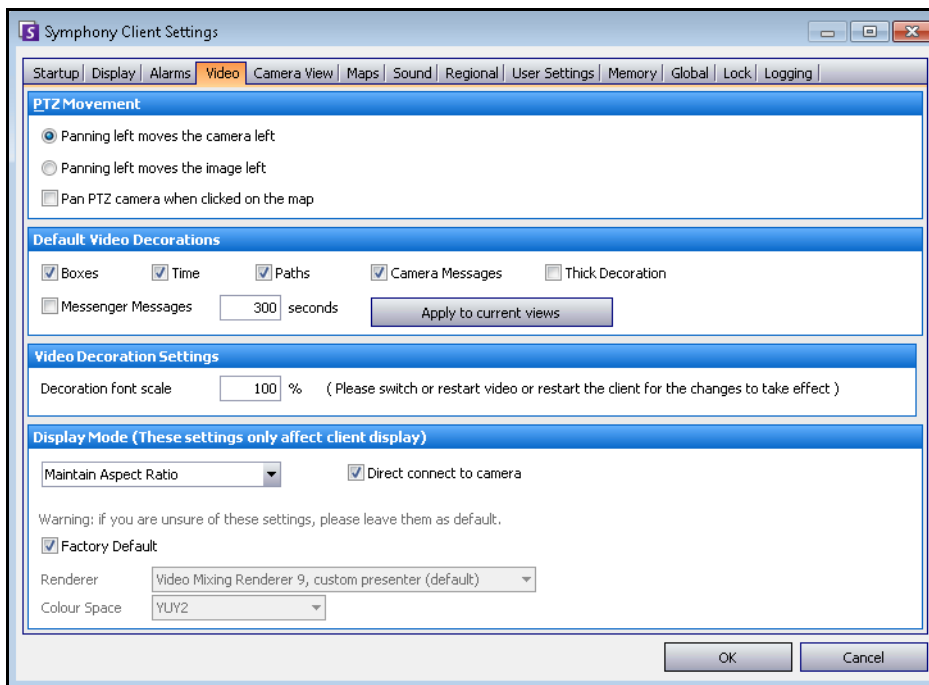 Symphony Client Settings
Startup Display Alarms Video Camera View Maps Sound Regional User Settings Memory Global Lock Logging
PTZ Movement
Panning left moves the camera left
Panning left moves the image left
Pan PTZ camera when clicked on the map
Default Video Decorations
Boxes Time Paths Camera Messages Thick Decoration
Messenger Messages 300 seconds Apply to current views
Video Decoration Settings
Decoration font scale 100 % ( Please switch or restart video or restart the client for the changes to take effect )
Display Mode (These settings only affect client display)
Maintain Aspect Ratio Direct connect to camera
Warning: if you are unsure of these settings, please leave them as default.
Factory Default
Renderer Video Mixing Renderer 9, custom presenter (default)
Colour Space YUY2
OK Cancel